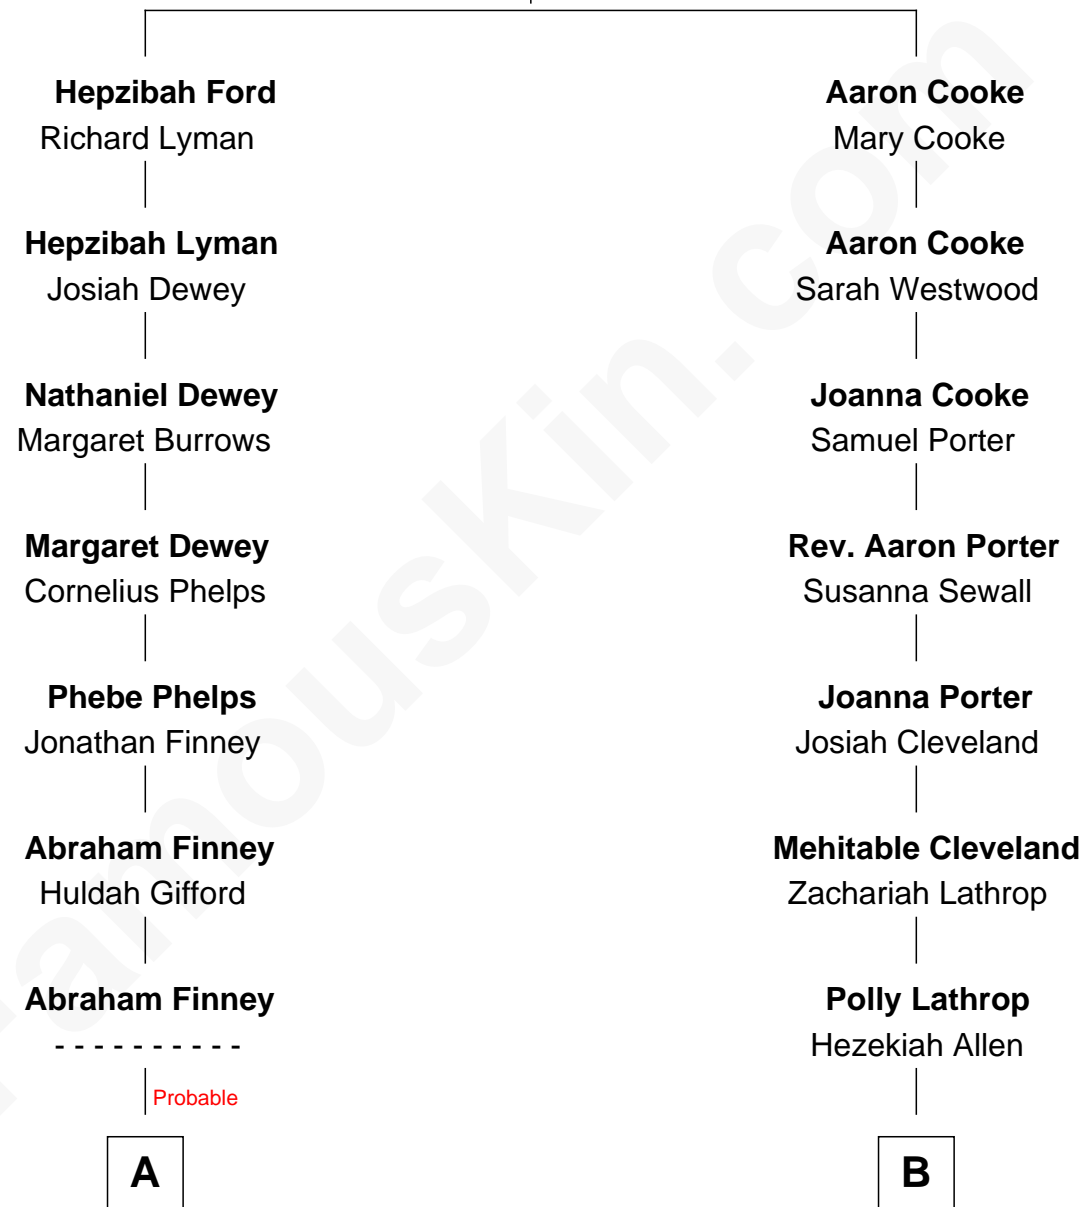 Hepzibah Ford
Richard Lyman
Aaron Cooke
Mary Cooke
Hepzibah Lyman
Josiah Dewey
Aaron Cooke
Sarah Westwood
Nathaniel Dewey
Margaret Burrows
Joanna Cooke
Samuel Porter
Margaret Dewey
Cornelius Phelps
Rev. Aaron Porter
Susanna Sewall
Phebe Phelps
Jonathan Finney
Joanna Porter
Josiah Cleveland
Abraham Finney
Huldah Gifford
Mehitable Cleveland
Zachariah Lathrop
Abraham Finney
- - - - - - - - - -
Probable
Polly Lathrop
Hezekiah Allen
A
B
FamousKin.com